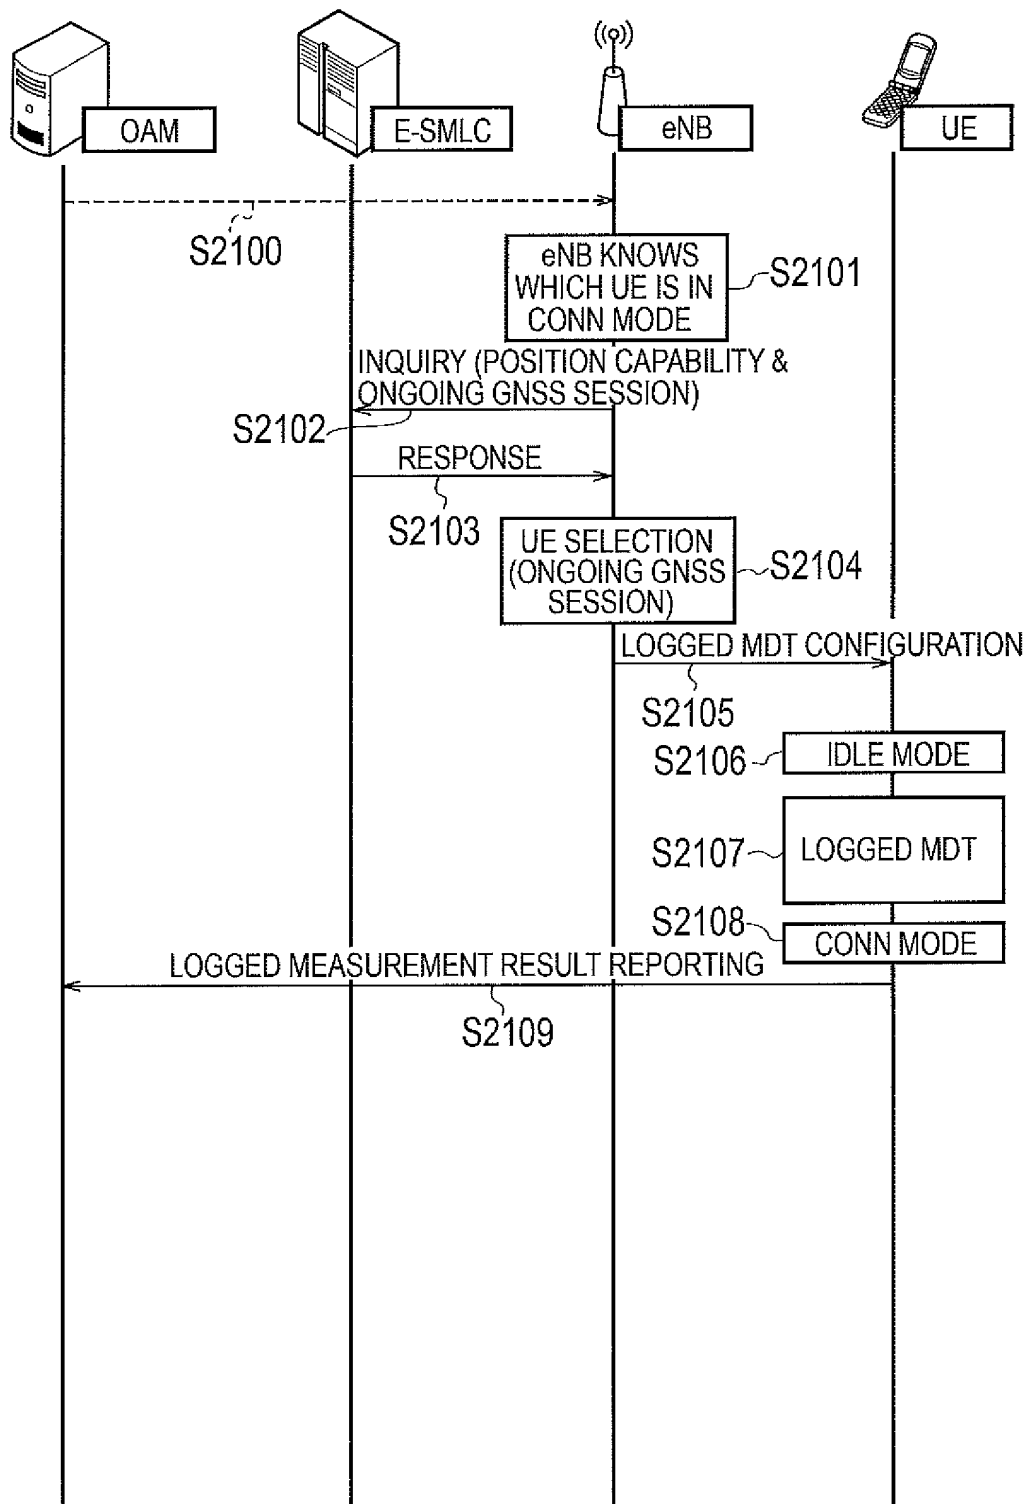 OAM
E-SMLC
eNB
UE
S2100
eNB KNOWS
WHICH UE IS IN
CONN MODE
S2101
INQUIRY (POSITION CAPABILITY &
ONGOING GNSS SESSION)
S2102
RESPONSE
S2103
UE SELECTION
(ONGOING GNSS
SESSION)
S2104
LOGGED MDT CONFIGURATION
S2105
S2106
IDLE MODE
S2107
LOGGED MDT
S2108
CONN MODE
LOGGED MEASUREMENT RESULT REPORTING
S2109